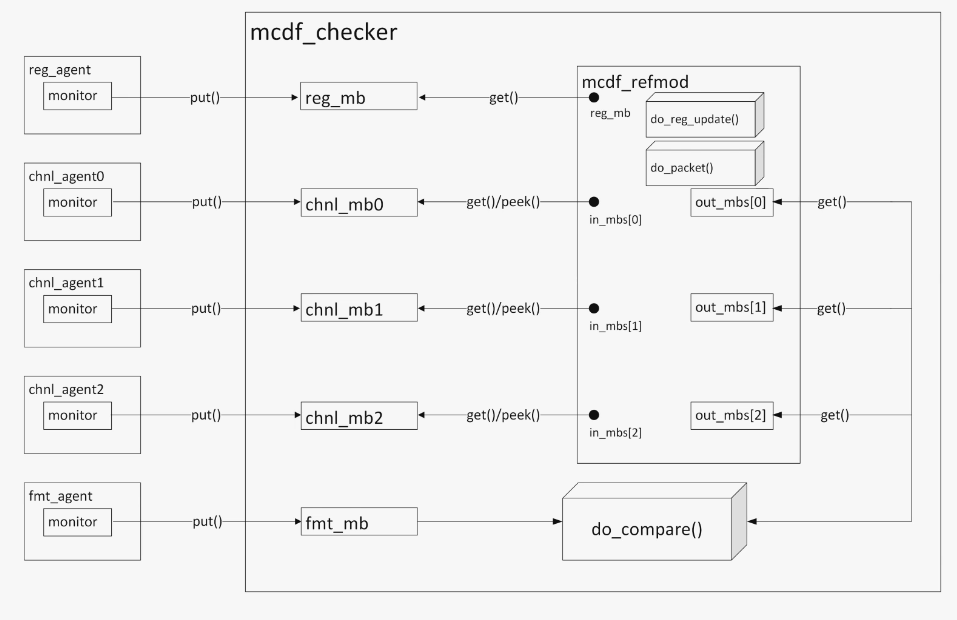 mcdf_checker
reg_agent
monitor
put()
reg_mb
get()
mcdf_refmod
reg_mb
do_reg_update()
do_packet()
chnl_agent0
monitor
put()
chnl_mb0
get()/peek()
in_mbs[0]
out_mbs[0]
get()
chnl_agent1
monitor
put()
chnl_mb1
get()/peek()
in_mbs[1]
out_mbs[1]
get()
chnl_agent2
monitor
put()
chnl_mb2
get()/peek()
in_mbs[2]
out_mbs[2]
get()
fmt_agent
monitor
put()
fmt_mb
do_compare()